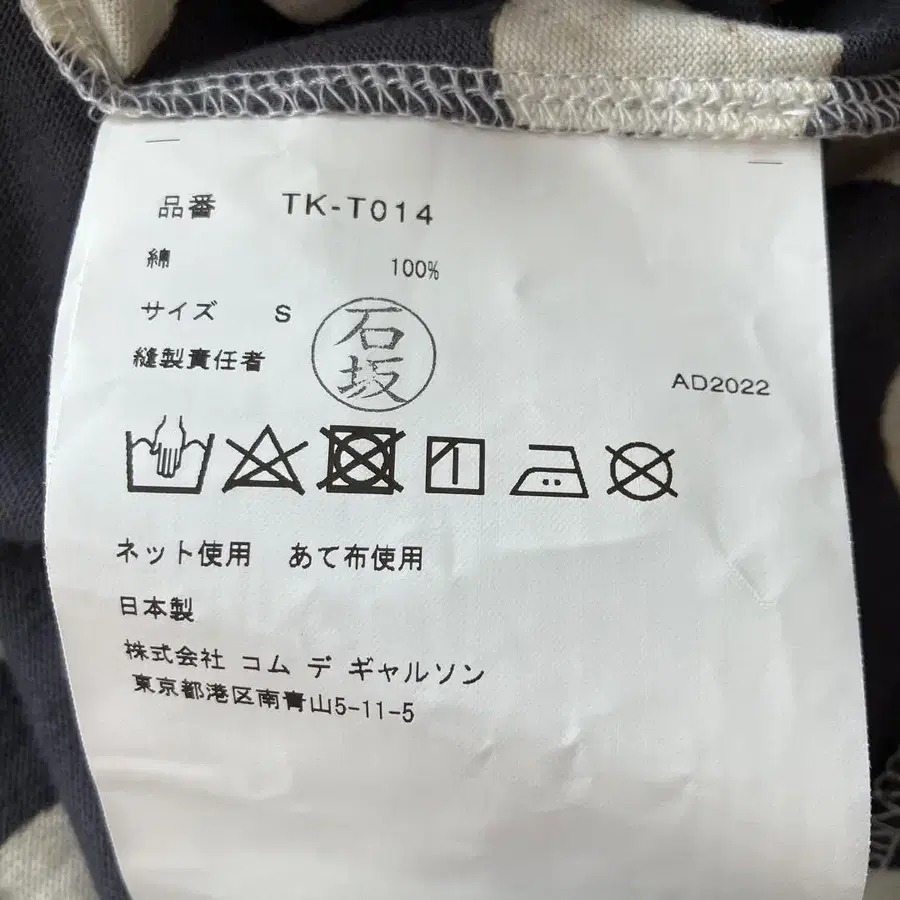 品番 TK-T014
綿 100%
サイズ S
縫製責任者 石坂
AD2022
ネット使用 あて布使用
日本製
株式会社 コム デ ギャルソン
東京都港区南青山5-11-5